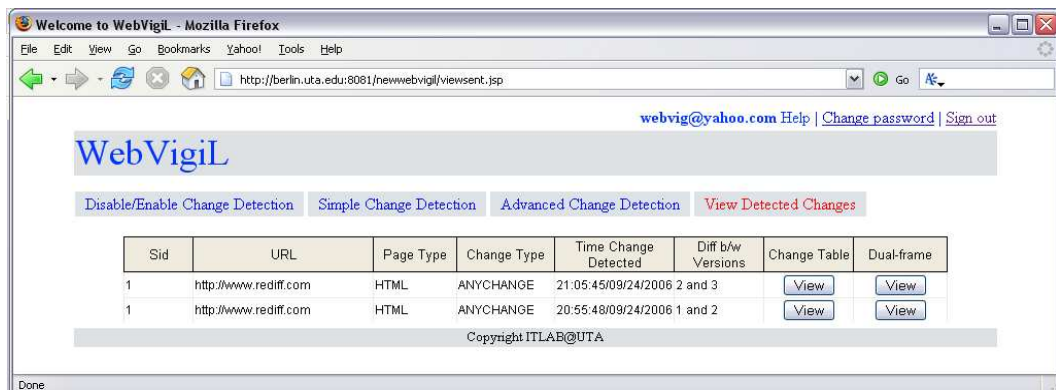 Welcome to WebVigiL - Mozilla Firefox
File Edit View Go Bookmarks Yahoo! Tools Help
http://berlin.uta.edu:8081/newwebvigil/viewsent.jsp Go
webvig@yahoo.com Help | Change password | Sign out
WebVigiL
Disable/Enable Change Detection Simple Change Detection Advanced Change Detection View Detected Changes
Sid URL Page Type Change Type Time Change Detected Diff b/w Versions Change Table Dual-frame
1 http://www.rediff.com HTML ANYCHANGE 21:05:45/09/24/2006 2 and 3 View View
1 http://www.rediff.com HTML ANYCHANGE 20:55:48/09/24/2006 1 and 2 View View
Copyright ITLAB@UTA
Done